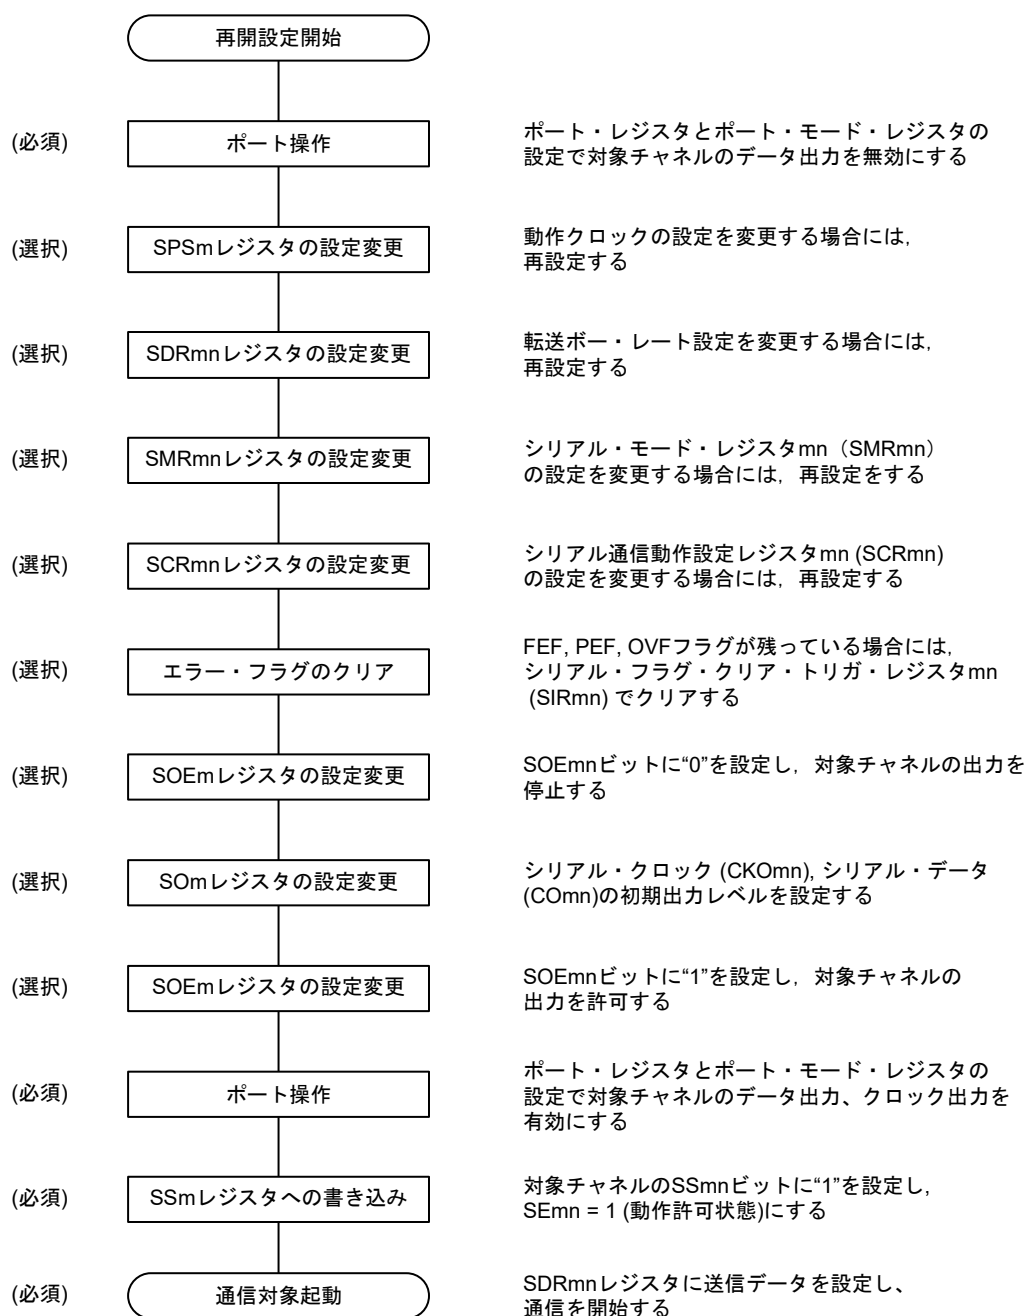 再開設定開始
(必須)
ポート操作
ポート・レジスタとポート・モード・レジスタの
設定で対象チャネルのデータ出力を無効にする
(選択)
SPSmレジスタの設定変更
動作クロックの設定を変更する場合には,
再設定する
(選択)
SDRmnレジスタの設定変更
転送ボー・レート設定を変更する場合には,
再設定する
(選択)
SMRmnレジスタの設定変更
シリアル・モード・レジスタmn（SMRmn）
の設定を変更する場合には，再設定をする
(選択)
SCRmnレジスタの設定変更
シリアル通信動作設定レジスタmn (SCRmn)
の設定を変更する場合には，再設定する
(選択)
エラー・フラグのクリア
FEF, PEF, OVFフラグが残っている場合には,
シリアル・フラグ・クリア・トリガ・レジスタmn
(SIRmn) でクリアする
(選択)
SOEmレジスタの設定変更
SOEmnビットに“0”を設定し，対象チャネルの出力を
停止する
(選択)
SOmレジスタの設定変更
シリアル・クロック (CKOmn), シリアル・データ
(COmn)の初期出力レベルを設定する
(選択)
SOEmレジスタの設定変更
SOEmnビットに“1”を設定し，対象チャネルの
出力を許可する
(必須)
ポート操作
ポート・レジスタとポート・モード・レジスタの
設定で対象チャネルのデータ出力、クロック出力を
有効にする
(必須)
SSmレジスタへの書き込み
対象チャネルのSSmnビットに“1”を設定し,
SEmn = 1 (動作許可状態)にする
(必須)
通信対象起動
SDRmnレジスタに送信データを設定し、
通信を開始する